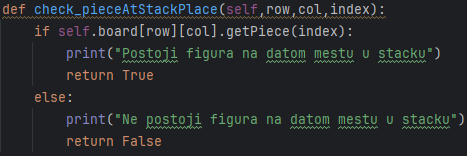 def check_pieceAtStackPlace(self,row,col,index):
    if self.board[row][col].getPiece(index):
        print("Postoji figura na datom mestu u stacku")
        return True
    else:
        print("Ne postoji figura na datom mestu u stacku")
        return False